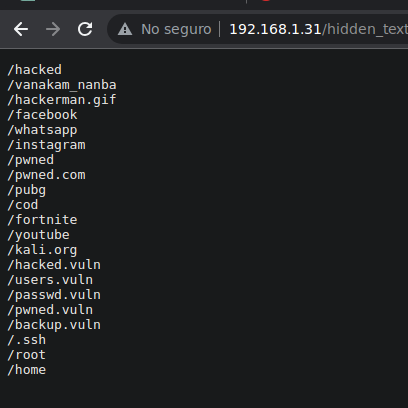 No seguro 192.168.1.31/hidden_text
/hacked
/vanakam_nanba
/hackerman.gif
/facebook
/whatsapp
/instagram
/pwned
/pwned.com
/pubg
/cod
/fortnite
/youtube
/kali.org
/hacked.vuln
/users.vuln
/passwd.vuln
/pwned.vuln
/backup.vuln
/.ssh
/root
/home